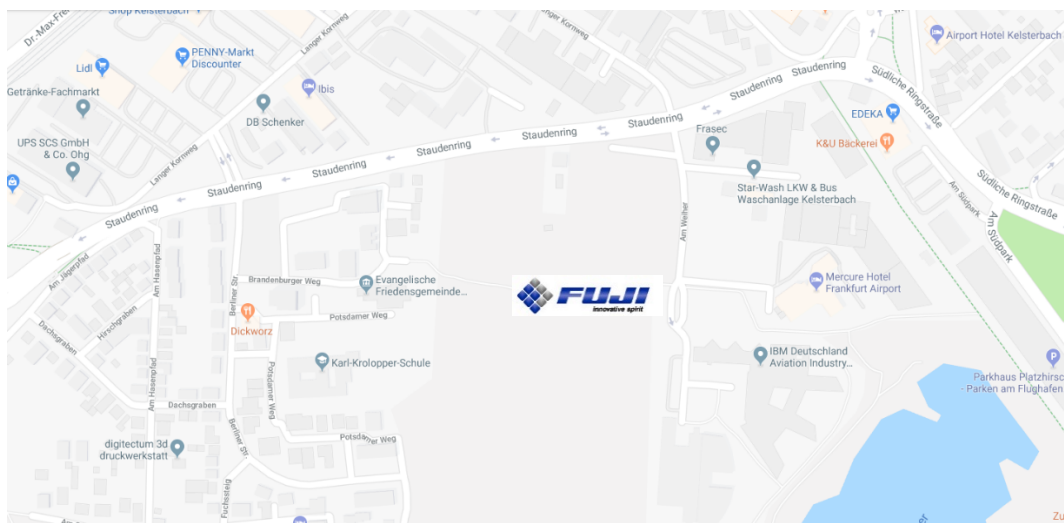 Shop Kelsterbach
Langer Kornweg
PENNY-Markt
Discounter
Lidl
Getränke-Fachmarkt
UPS SCS GmbH
& Co. Ohg
Ibis
DB Schenker
Langer Kornweg
Langer Kornweg
Staudenring
Staudenring
Staudenring
Staudenring
Staudenring
Staudenring
Staudenring
Staudenring
Südliche Ringstraße
Südliche Ringstraße
Airport Hotel Kelsterbach
EDEKA
K&U Bäckerei
Frasec
Star-Wash LKW & Bus
Waschanlage Kelsterbach
Am Südpark
Am Südpark
Am Weiher
Mercure Hotel
Frankfurt Airport
IBM Deutschland
Aviation Industry...
Parkhaus Platzhirsc
- Parken am Flughafen
FUJI
innovative spirit
Evangelische
Friedensgemeinde...
Brandenburger Weg
Potsdamer Weg
Dickworz
Karl-Krolopper-Schule
Berliner Str.
Am Hasenpfad
Am Jägerpfad
Hirschgraben
Dachsgraben
Am Hasenpfad
Dachsgraben
Potsdamer Weg
Potsdamer Weg
Berliner Str.
digitectum 3d
druckwerkstatt
Fuchssteig